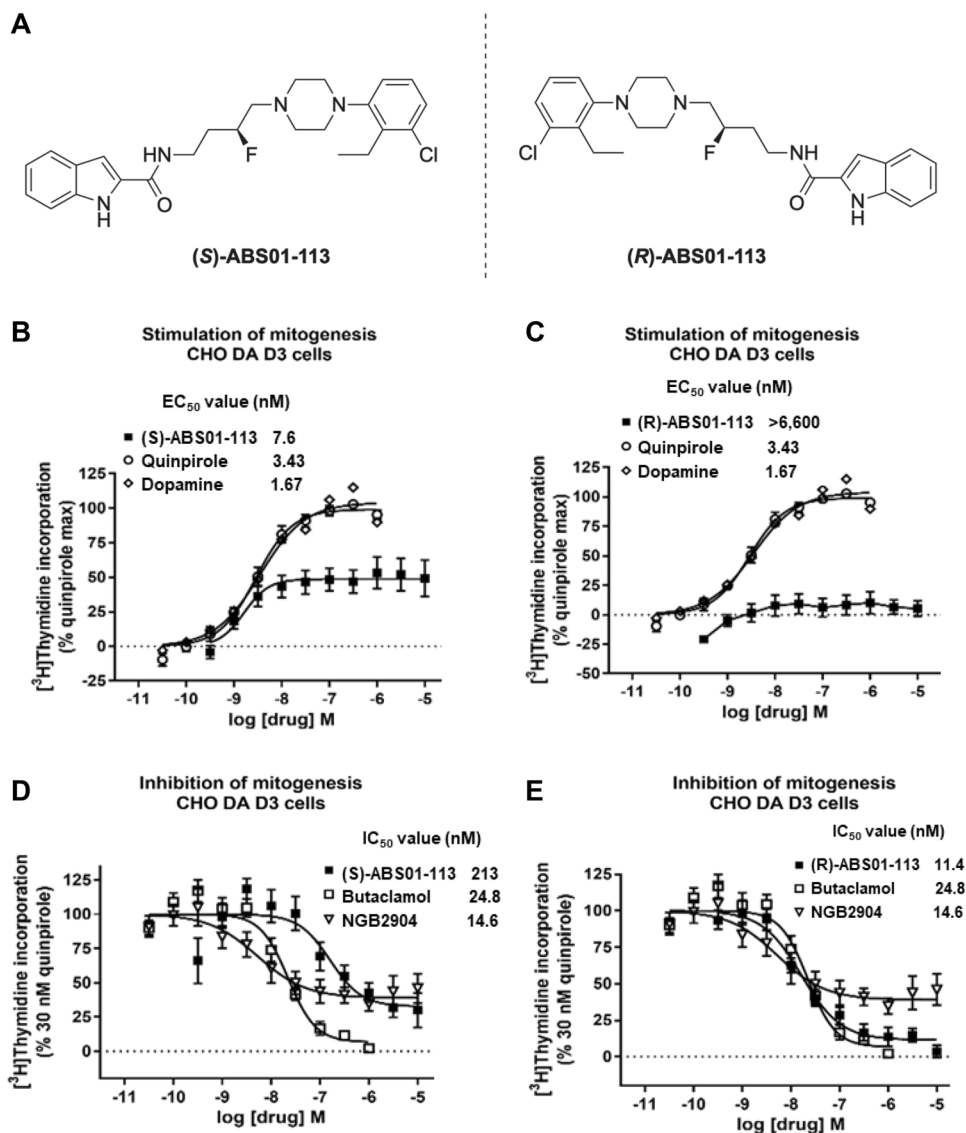 A
N
N
HN
F
Cl
O
N
H
(S)-ABS01-113
N
N
Cl
F
HN
O
N
H
(R)-ABS01-113
B
Stimulation of mitogenesis
CHO DA D3 cells
EC50 value (nM)
(S)-ABS01-113 7.6
Quinpirole 3.43
Dopamine 1.67
[³H]Thymidine incorporation
(% quinpirole max)
125
100
75
50
25
0
-25
-11 -10 -9 -8 -7 -6 -5
log [drug] M
C
Stimulation of mitogenesis
CHO DA D3 cells
EC50 value (nM)
(R)-ABS01-113 >6,600
Quinpirole 3.43
Dopamine 1.67
[³H]Thymidine incorporation
(% quinpirole max)
125
100
75
50
25
0
-25
-50
-11 -10 -9 -8 -7 -6 -5
log [drug] M
D
Inhibition of mitogenesis
CHO DA D3 cells
IC50 value (nM)
(S)-ABS01-113 213
Butaclamol 24.8
NGB2904 14.6
[³H]Thymidine incorporation
(% 30 nM quinpirole)
125
100
75
50
25
0
-11 -10 -9 -8 -7 -6 -5
log [drug] M
E
Inhibition of mitogenesis
CHO DA D3 cells
IC50 value (nM)
(R)-ABS01-113 11.4
Butaclamol 24.8
NGB2904 14.6
[³H]Thymidine incorporation
(% 30 nM quinpirole)
125
100
75
50
25
0
-11 -10 -9 -8 -7 -6 -5
log [drug] M